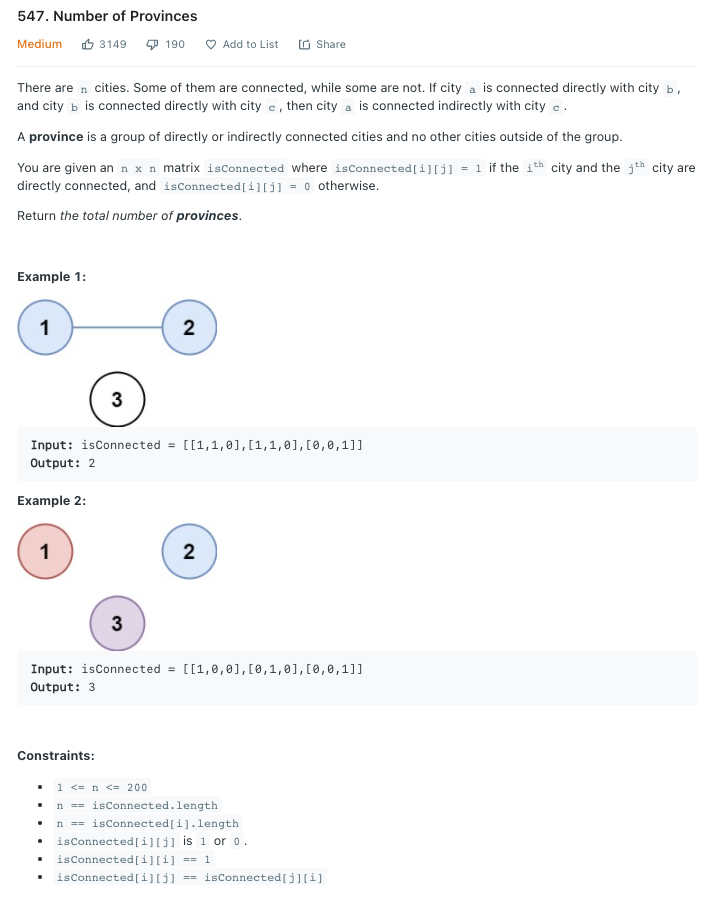 547. Number of Provinces
Medium 3149 190 Add to List Share
There are n cities. Some of them are connected, while some are not. If city a is connected directly with city b ,
and city b is connected directly with city c , then city a is connected indirectly with city c .
A province is a group of directly or indirectly connected cities and no other cities outside of the group.
You are given an n x n matrix isConnected where isConnected[i][j] = 1 if the ith city and the jth city are
directly connected, and isConnected[i][j] = 0 otherwise.
Return the total number of provinces.
Example 1:
1 2
3
Input: isConnected = [[1,1,0],[1,1,0],[0,0,1]]
Output: 2
Example 2:
1 2
3
Input: isConnected = [[1,0,0],[0,1,0],[0,0,1]]
Output: 3
Constraints:
• 1 <= n <= 200
• n == isConnected.length
• n == isConnected[i].length
• isConnected[i][j] is 1 or 0 .
• isConnected[i][i] == 1
• isConnected[i][j] == isConnected[j][i]